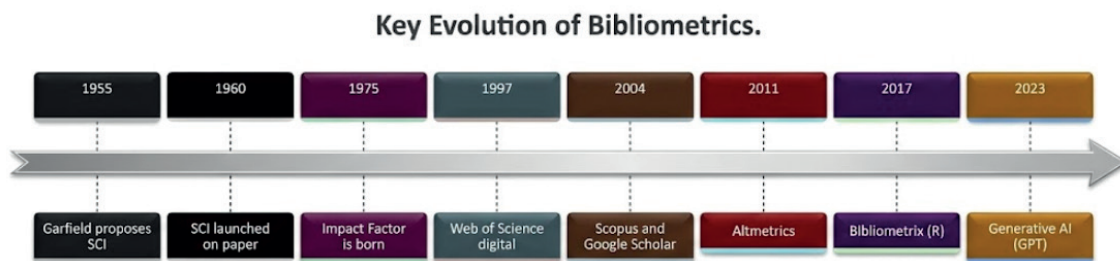 Key Evolution of Bibliometrics.
1955
1960
1975
1997
2004
2011
2017
2023
Garfield proposes
SCI
SCI launched
on paper
Impact Factor
is born
Web of Science
digital
Scopus and
Google Scholar
Altmetrics
BIbliometrix (R)
Generative AI
(GPT)